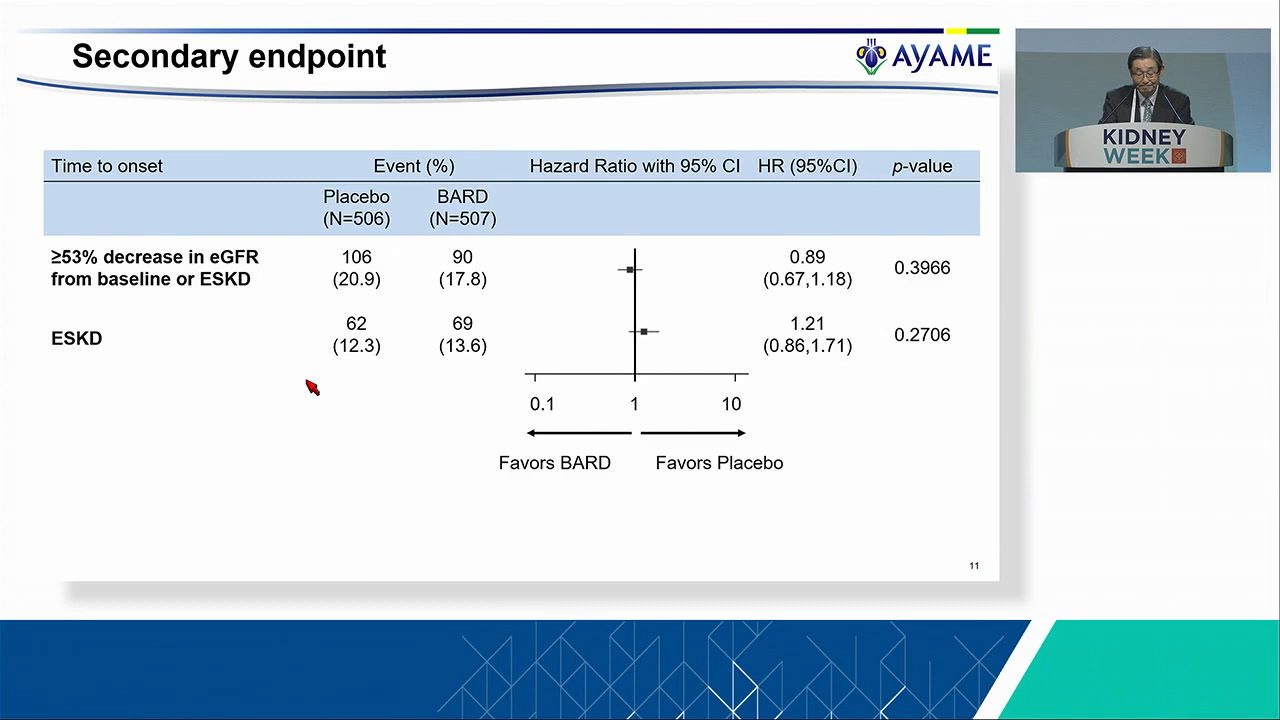 Secondary endpoint
AYAME
KIDNEY
WEEK
Time to onset
Event (%)
Hazard Ratio with 95% CI
HR (95%CI)
p-value
Placebo
(N=506)
BARD
(N=507)
≥53% decrease in eGFR
from baseline or ESKD
106
(20.9)
90
(17.8)
0.89
(0.67,1.18)
0.3966
ESKD
62
(12.3)
69
(13.6)
1.21
(0.86,1.71)
0.2706
0.1
1
10
Favors BARD
Favors Placebo
11